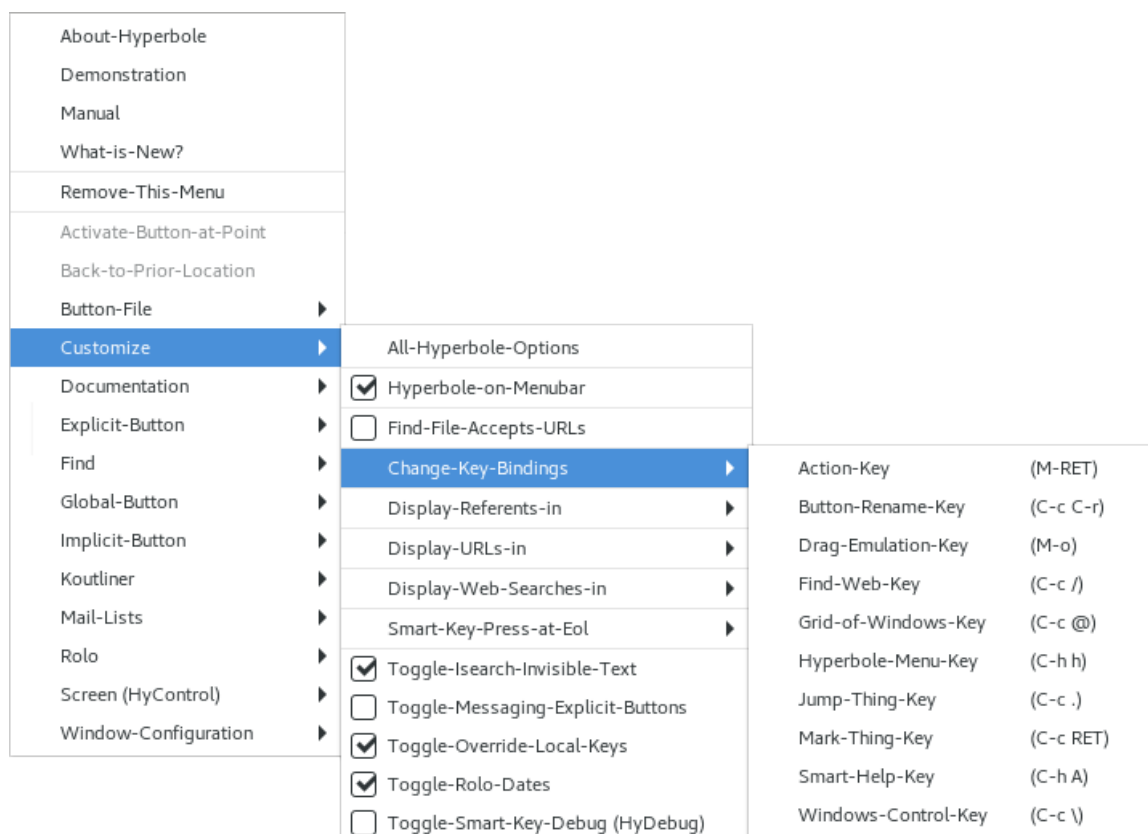 About-Hyperbole
Demonstration
Manual
What-is-New?
Remove-This-Menu
Activate-Button-at-Point
Back-to-Prior-Location
Button-File
Customize
Documentation
Explicit-Button
Find
Global-Button
Implicit-Button
Koutliner
Mail-Lists
Rolo
Screen (HyControl)
Window-Configuration
All-Hyperbole-Options
Hyperbole-on-Menubar
Find-File-Accepts-URLs
Change-Key-Bindings
Display-Referents-in
Display-URLs-in
Display-Web-Searches-in
Smart-Key-Press-at-Eol
Toggle-Isearch-Invisible-Text
Toggle-Messaging-Explicit-Buttons
Toggle-Override-Local-Keys
Toggle-Rolo-Dates
Toggle-Smart-Key-Debug (HyDebug)
Action-Key (M-RET)
Button-Rename-Key (C-c C-r)
Drag-Emulation-Key (M-o)
Find-Web-Key (C-c /)
Grid-of-Windows-Key (C-c @)
Hyperbole-Menu-Key (C-h h)
Jump-Thing-Key (C-c .)
Mark-Thing-Key (C-c RET)
Smart-Help-Key (C-h A)
Windows-Control-Key (C-c \)